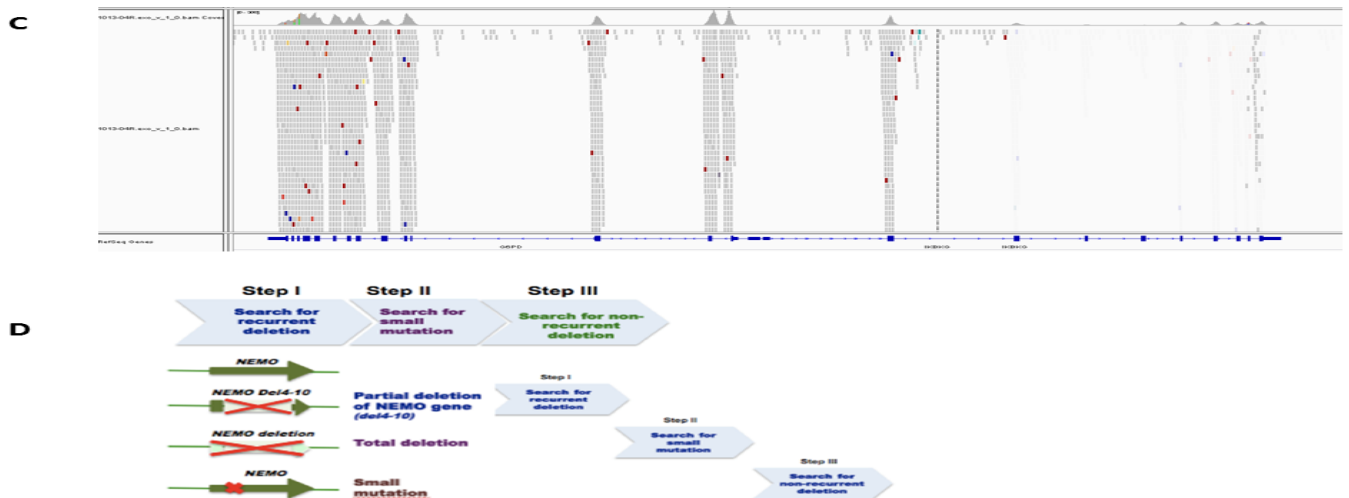 C
RefSeq Genes
G6PD
IKBKG
IKBKG
D
Step I
Step II
Step III
Search for
recurrent
deletion
Search for
small
mutation
Search for non-
recurrent
deletion
NEMO
NEMO Del4-10
Partial deletion
of NEMO gene
(del4-10)
NEMO deletion
Total deletion
NEMO
Small
mutation
Step I
Search for
recurrent
deletion
Step II
Search for
small
mutation
Step III
Search for
non-recurrent
deletion